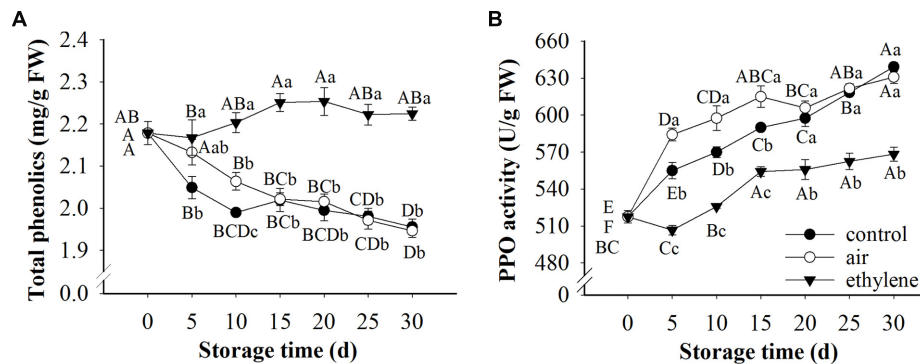 A
Total phenolics (mg/g FW)
2.4
2.3
2.2
2.1
2.0
1.9
0.0
AB
A
A
Ba
ABa
Aa
Aa
ABa
ABa
Aab
Bb
BCb
BCb
CDb
Db
Bb
BCDc
BCb
BCDb
CDb
Db
0 5 10 15 20 25 30
Storage time (d)
B
PPO activity (U/g FW)
660
630
600
570
540
510
480
0
E
F
BC
Da
CDa
ABCa
BCa
ABa
Aa
Eb
Db
Cb
Ca
Ba
Aa
Cc
Bc
Ac
Ab
Ab
Ab
control
air
ethylene
0 5 10 15 20 25 30
Storage time (d)